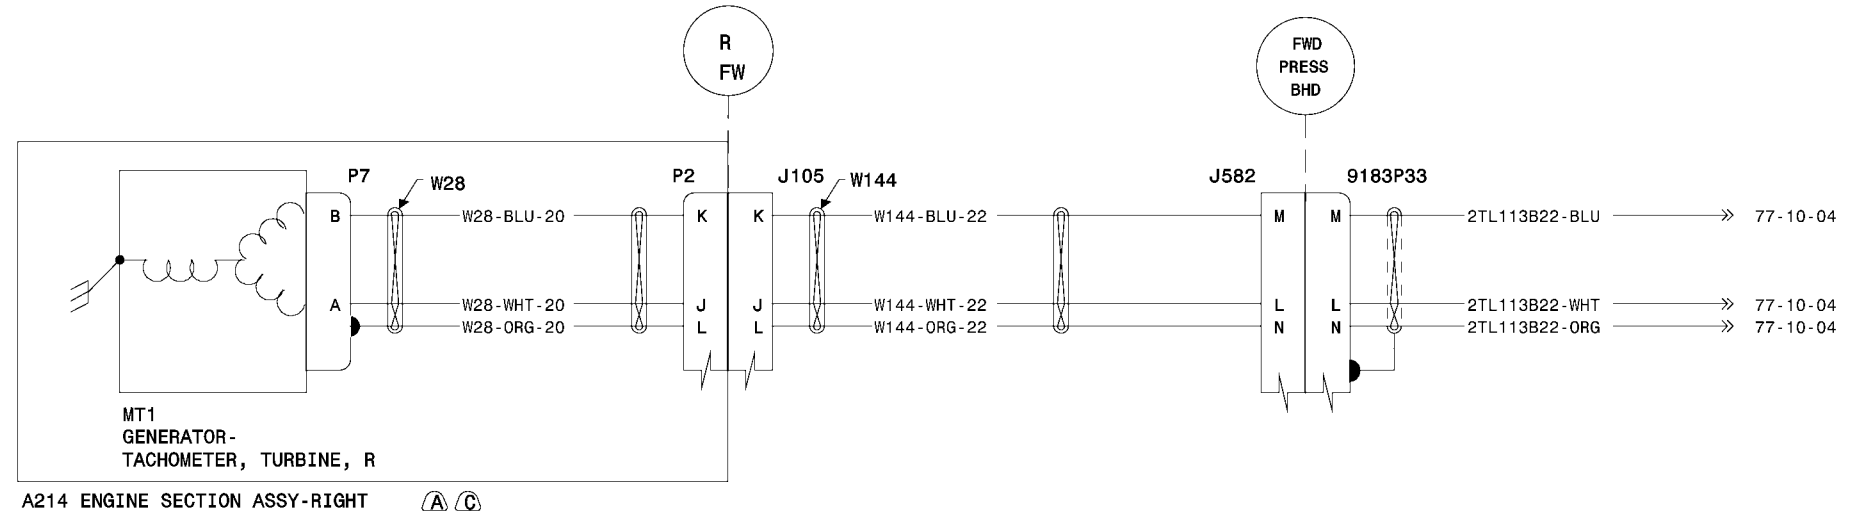 R
FW
FWD
PRESS
BHD
P7
W28
P2
J105
W144
J582
9183P33
B
W28-BLU-20
K
K
W144-BLU-22
M
M
2TL113B22-BLU
77-10-04
A
W28-WHT-20
J
J
W144-WHT-22
L
L
2TL113B22-WHT
77-10-04
W28-ORG-20
L
L
W144-ORG-22
N
N
2TL113B22-ORG
77-10-04
MT1
GENERATOR-
TACHOMETER, TURBINE, R
A214 ENGINE SECTION ASSY-RIGHT A C